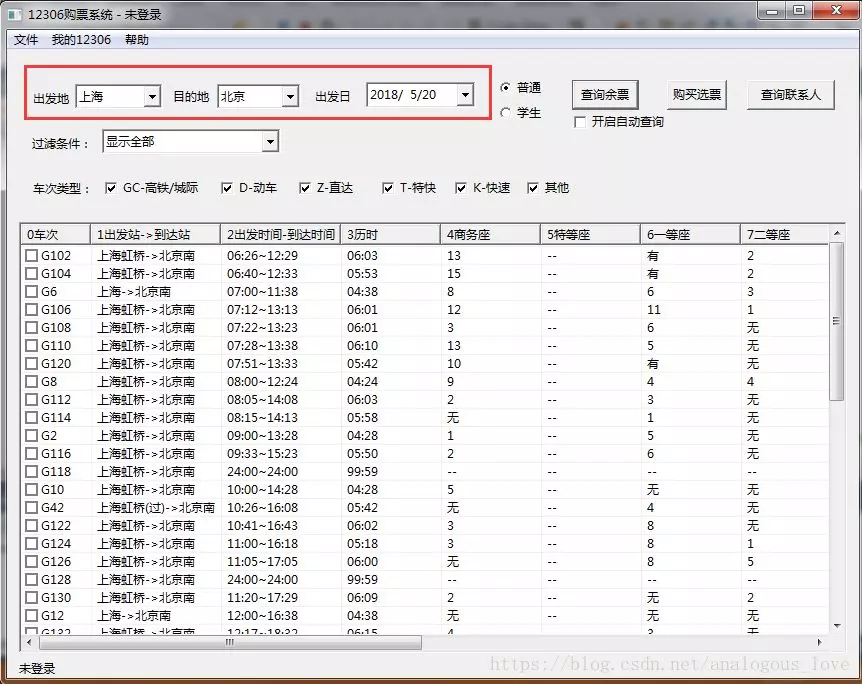 12306购票系统 - 未登录
文件 我的12306 帮助
出发地 上海 目的地 北京 出发日 2018/ 5/20 普通 查询余票 购买选票 查询联系人
学生 开启自动查询
过滤条件： 显示全部
车次类型： GC-高铁/城际 D-动车 Z-直达 T-特快 K-快速 其他
0车次 1出发站->到达站 2出发时间-到达时间 3历时 4商务座 5特等座 6一等座 7二等座
G102 上海虹桥->北京南 06:26~12:29 06:03 13 -- 有 2
G104 上海虹桥->北京南 06:40~12:33 05:53 15 -- 有 2
G6 上海->北京南 07:00~11:38 04:38 8 -- 6 3
G106 上海虹桥->北京南 07:12~13:13 06:01 12 -- 11 1
G108 上海虹桥->北京南 07:22~13:23 06:01 3 -- 6 无
G110 上海虹桥->北京南 07:28~13:38 06:10 13 -- 5 无
G120 上海虹桥->北京南 07:51~13:33 05:42 10 -- 有 无
G8 上海虹桥->北京南 08:00~12:24 04:24 9 -- 4 4
G112 上海虹桥->北京南 08:05~14:08 06:03 2 -- 3 无
G114 上海虹桥->北京南 08:15~14:13 05:58 无 -- 1 无
G2 上海虹桥->北京南 09:00~13:28 04:28 1 -- 5 无
G116 上海虹桥->北京南 09:33~15:23 05:50 2 -- 6 无
G118 上海虹桥->北京南 24:00~24:00 99:59 -- -- -- --
G10 上海虹桥->北京南 10:00~14:28 04:28 5 -- 无 无
G42 上海虹桥(过)->北京南 10:26~16:08 05:42 无 -- 4 无
G122 上海虹桥->北京南 10:41~16:43 06:02 3 -- 8 无
G124 上海虹桥->北京南 11:00~16:18 05:18 3 -- 8 1
G126 上海虹桥->北京南 11:05~17:05 06:00 无 -- 8 5
G128 上海虹桥->北京南 24:00~24:00 99:59 -- -- -- --
G130 上海虹桥->北京南 11:20~17:29 06:09 2 -- 无 2
G12 上海->北京南 12:00~16:38 04:38 无 -- 无 无
G132 上海虹桥->北京南 12:17~18:32 06:15 4 -- 3 无
未登录
https://blog.csdn.net/analogous_love